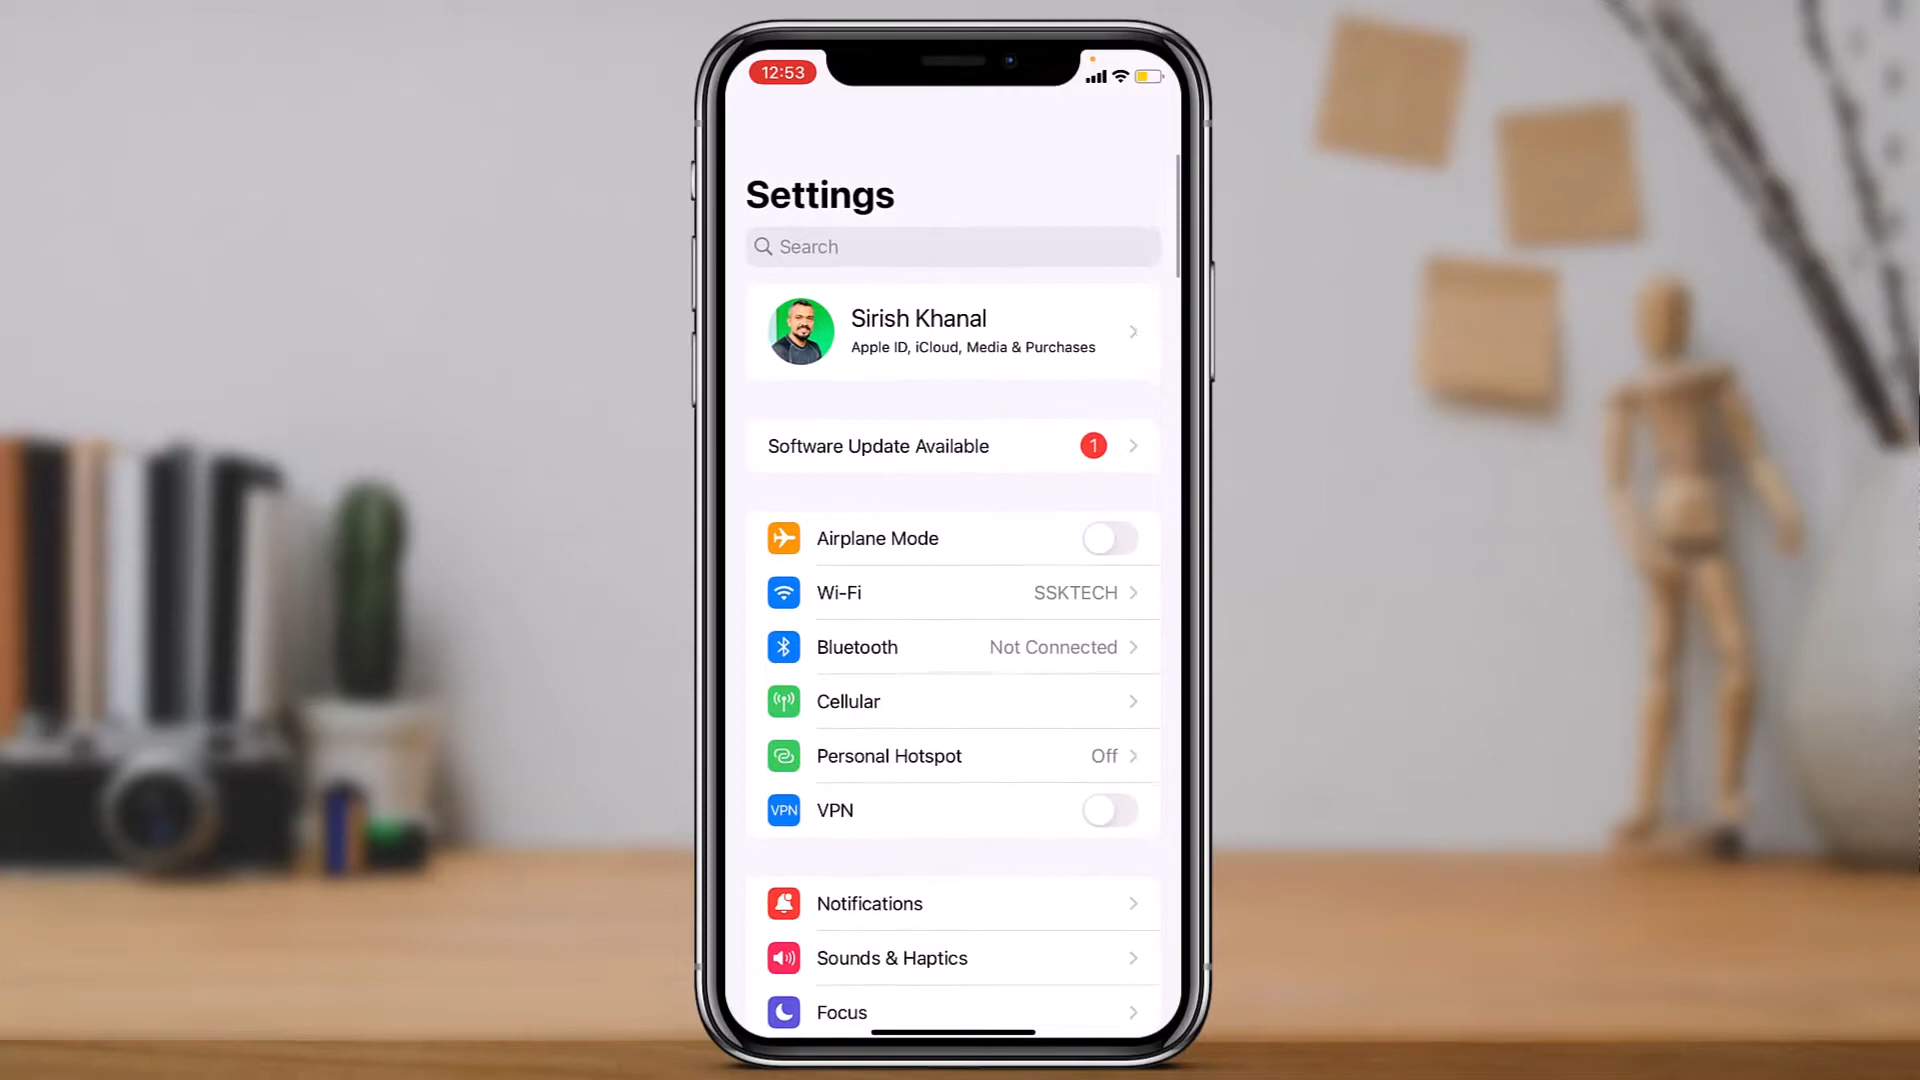 12:53
Settings
Search
Sirish Khanal
Apple ID, iCloud, Media & Purchases
Software Update Available 1
Airplane Mode
Wi-Fi SSKTECH
Bluetooth Not Connected
Cellular
Personal Hotspot Off
VPN VPN
Notifications
Sounds & Haptics
Focus